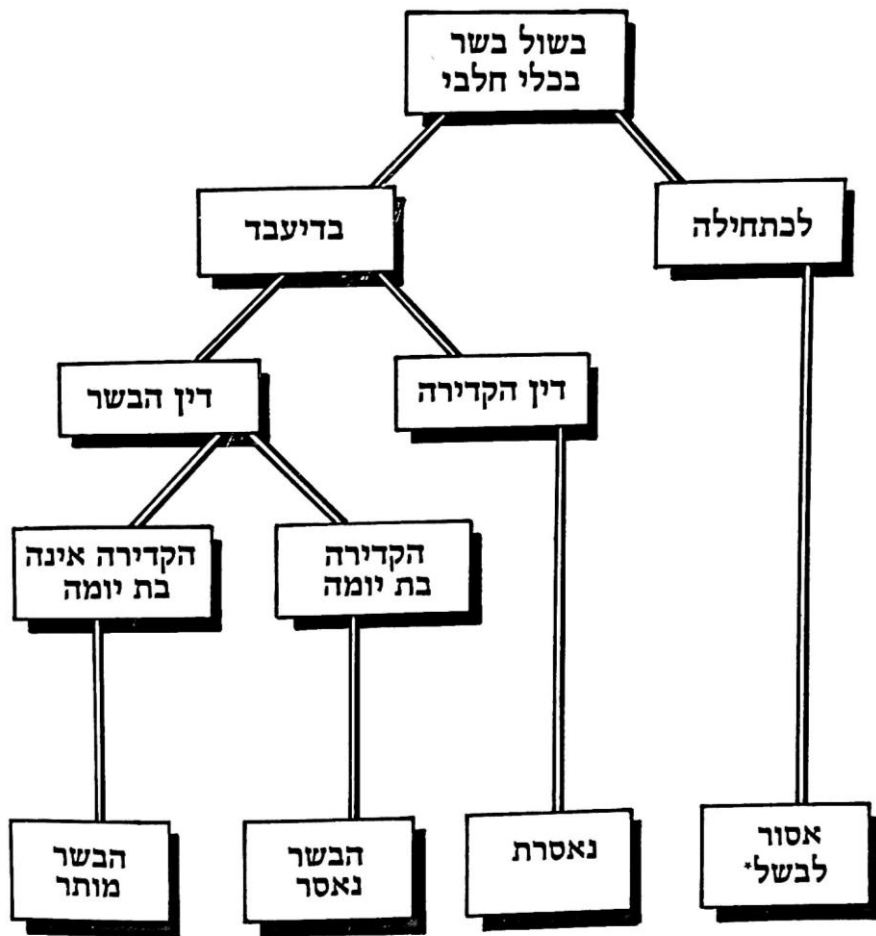 בשול בשר
בכלי חלבי
לכתחילה
בדיעבד
דין הקדירה
דין הבשר
הקדירה
בת יומה
הקדירה אינה
בת יומה
אסור
לבשל*
נאסרת
הבשר
נאסר
הבשר
מותר